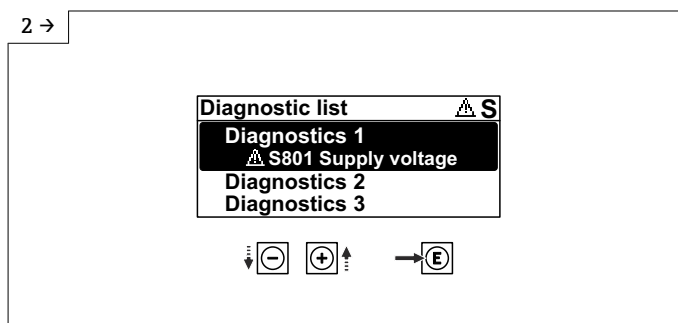 2 →
Diagnostic list ⚠ S
Diagnostics 1
⚠ S801 Supply voltage
Diagnostics 2
Diagnostics 3
− + E